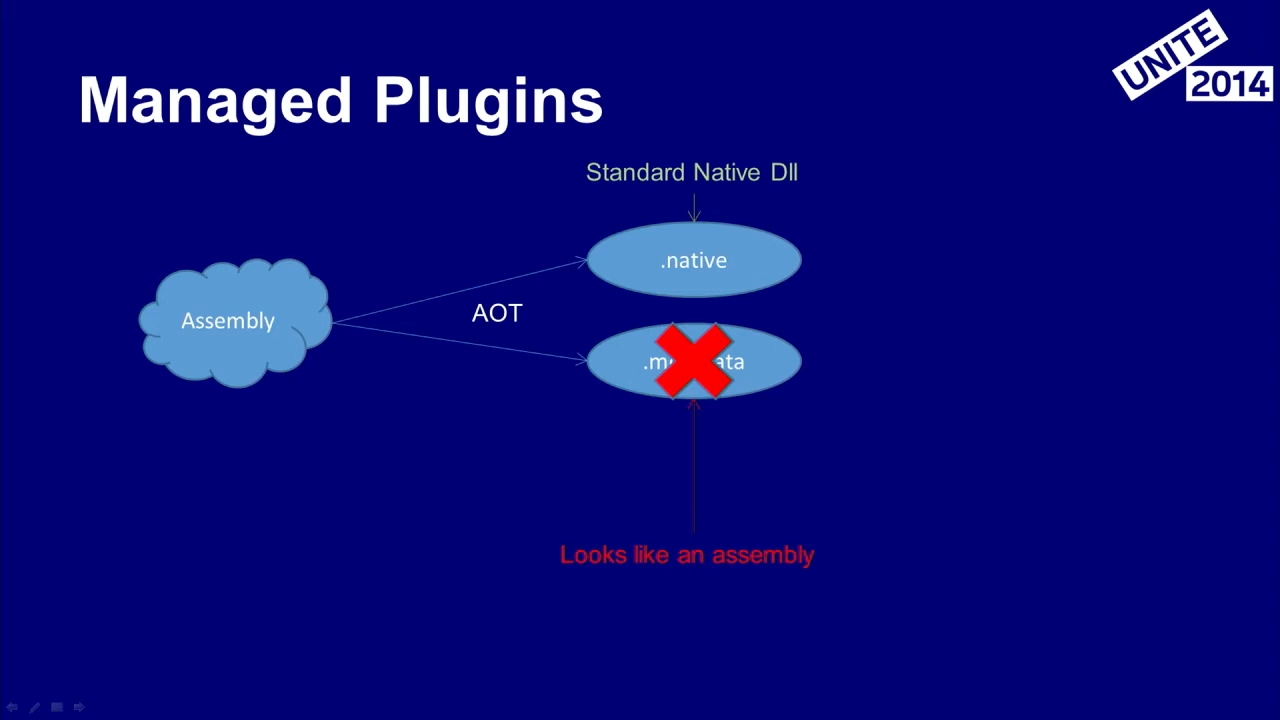 UNITE
2014
Managed Plugins
Standard Native Dll
.native
Assembly
AOT
Looks like an assembly